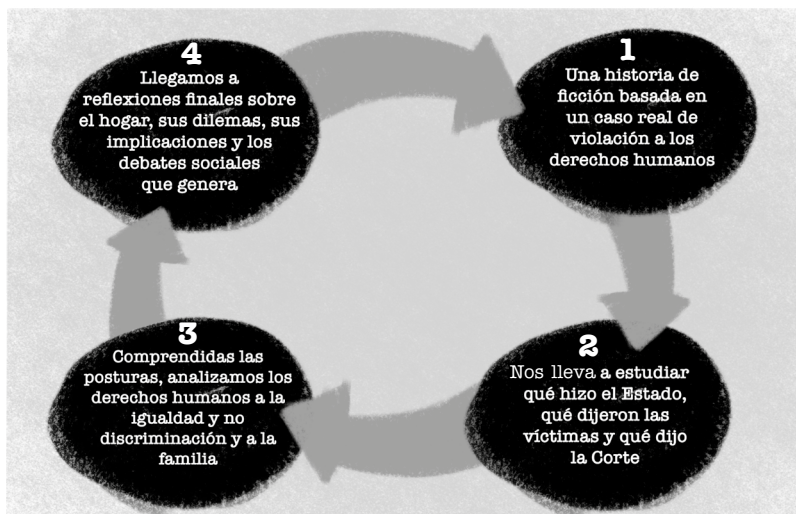 1
Una historia de
ficción basada en
un caso real de
violación a los
derechos humanos
2
Nos lleva a estudiar
qué hizo el Estado,
qué dijeron las
víctimas y qué dijo
la Corte
3
Comprendidas las
posturas, analizamos los
derechos humanos a la
igualdad y no
discriminación y a la
familia
4
Llegamos a
reflexiones finales sobre
el hogar, sus dilemas, sus
implicaciones y los
debates sociales
que genera